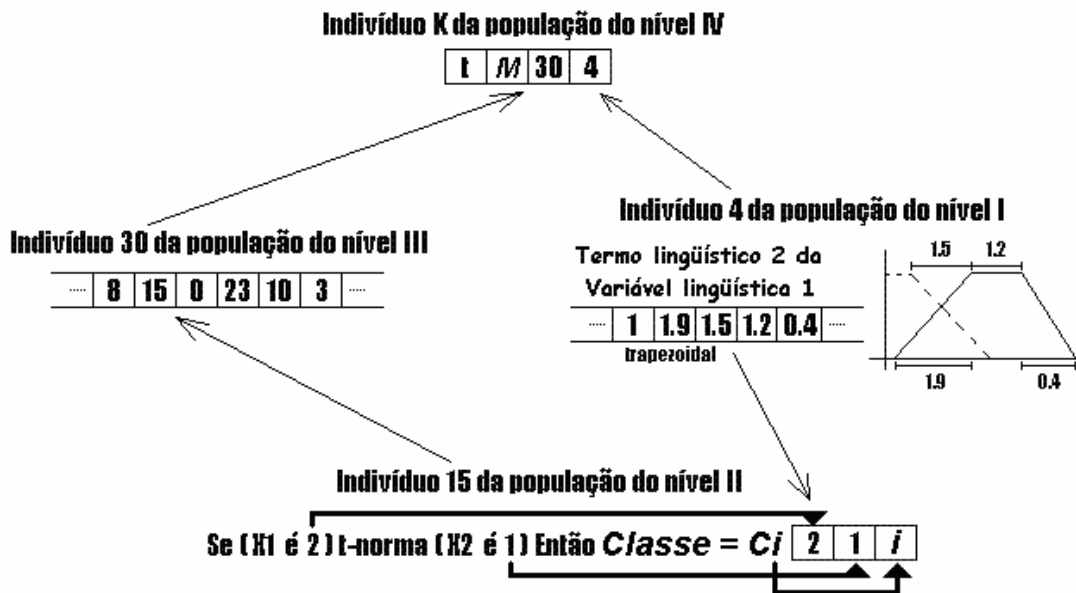 Indivíduo K da população do nível IV
t M 30 4
Indivíduo 4 da população do nível I
Indivíduo 30 da população do nível III
..... 8 15 0 23 10 3 .....
Termo lingüístico 2 da
Variável lingüística 1
..... 1 1.9 1.5 1.2 0.4 .....
trapezoidal
1.5 1.2
1.9 0.4
Indivíduo 15 da população do nível II
Se (X1 é 2) t-norma (X2 é 1) Então Classe = Ci 2 1 i